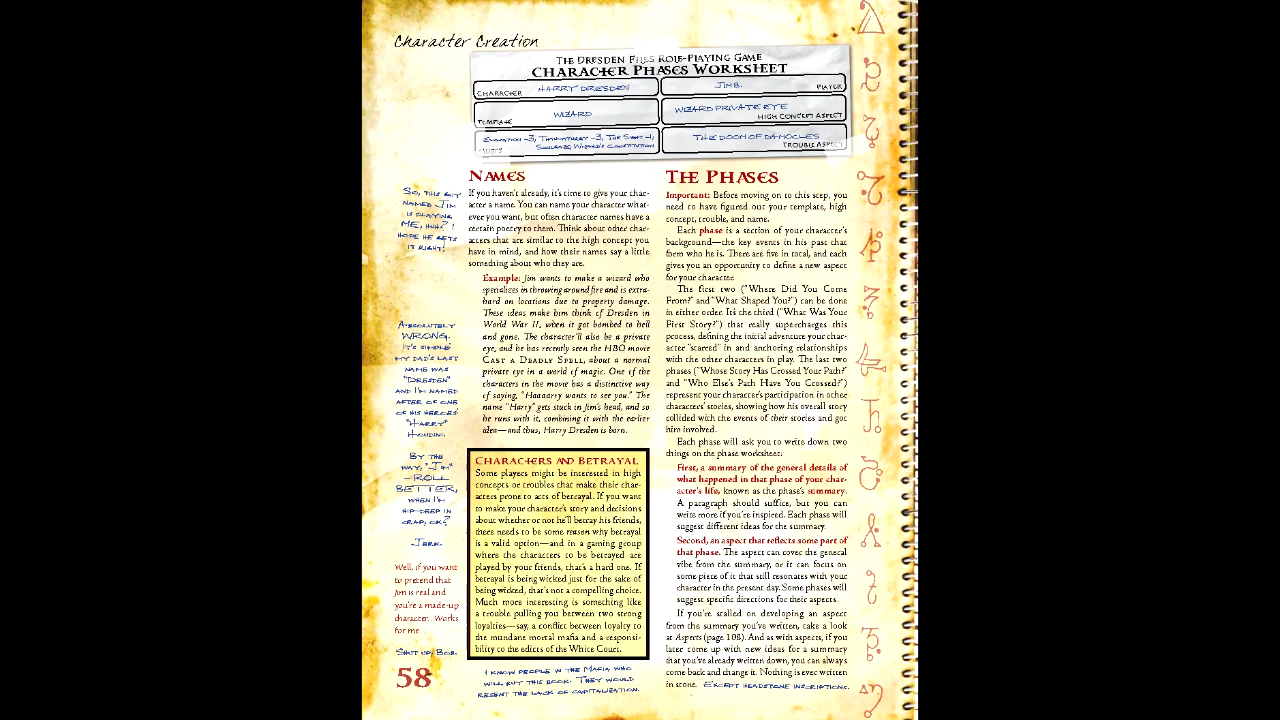 Character Creation
The Dresden Files Role-Playing Game
Character Phases Worksheet
Harry Dresden
Character
Jim B.
Player
Wizard
Template
Wizard Private Eye
High Concept Aspect
Evocation -3, Thaumaturgy -3, The Sight -1,
Soulgaze, Wizard's Constitution
The Doom of Damocles
Trouble Aspect
So, this guy
named Jim
is playing
ME, huh? I
hope he gets
it right!
Absolutely
WRONG.
It's simple:
my dad's last
name was
"Dresden"
and I'm named
after of one
of his heroes:
"Harry"
Houdini.
By the
way, "Jim"
—ROLL
BETTER,
when I'm
hip-deep in
crap, ok?
Jerk.
Well, if you want
to pretend that
Jim is real and
you're a made-up
character...Works
for me.
Shut up, Bob.
58
Names
If you haven't already, it's time to give your char-
acter a name. You can name your character what-
ever you want, but often character names have a
certain poetry to them. Think about other char-
acters that are similar to the high concept you
have in mind, and how their names say a little
something about who they are.
Example: Jim wants to make a wizard who
specializes in throwing around fire and is extra-
hard on locations due to property damage.
These ideas make him think of Dresden in
World War II, when it got bombed to hell
and gone. The character'll also be a private
eye, and he has recently seen the HBO movie
Cast a Deadly Spell, about a normal
private eye in a world of magic. One of the
characters in the movie has a distinctive way
of saying, "Haaaarry wants to see you." The
name "Harry" gets stuck in Jim's head, and so
he runs with it, combining it with the earlier
idea—and thus, Harry Dresden is born.
Characters and Betrayal
Some players might be interested in high
concepts or troubles that make their char-
acters prone to acts of betrayal. If you want
to make your character's story and decisions
about whether or not he'll betray his friends,
there needs to be some reason why betrayal
is a valid option—and in a gaming group
where the characters to be betrayed are
played by your friends, that's a hard one. If
betrayal is being wicked just for the sake of
being wicked, that's not a compelling choice.
Much more interesting is something like
a trouble pulling you between two strong
loyalties—say, a conflict between loyalty to
the mundane mortal mafia and a responsi-
bility to the edicts of the White Court.
I know people in the Mafia who
will buy this book. They would
resent the lack of capitalization.
The Phases
Important: Before moving on to this step, you
need to have figured out your template, high
concept, trouble, and name.
Each phase is a section of your character's
background—the key events in his past that
them who he is. There are five in total, and each
gives you an opportunity to define a new aspect
for your character.
The first two ("Where Did You Come
From?" and "What Shaped You?") can be done
in either order. It's the third ("What Was Your
First Story?") that really supercharges this
process, defining the initial adventure your char-
acter "starred" in and anchoring relationships
with the other characters in play. The last two
phases ("Whose Story Has Crossed Your Path?"
and "Who Else's Path Have You Crossed?")
represent your character's participation in other
characters' stories, showing how his overall story
collided with the events of their stories and got
him involved.
Each phase will ask you to write down two
things on the phase worksheet:
First, a summary of the general details of
what happened in that phase of your char-
acter's life, known as the phase's summary.
A paragraph should suffice, but you can
write more if you're inspired. Each phase will
suggest different ideas for the summary.
Second, an aspect that reflects some part of
that phase. The aspect can cover the general
vibe from the summary, or it can focus on
some piece of it that still resonates with your
character in the present day. Some phases will
suggest specific directions for their aspects.
If you're stalled on developing an aspect
from the summary you've written, take a look
at Aspects (page 108). And as with aspects, if you
later come up with new ideas for a summary
that you've already written down, you can always
come back and change it. Nothing is ever written
in stone. Except headstone inscriptions.